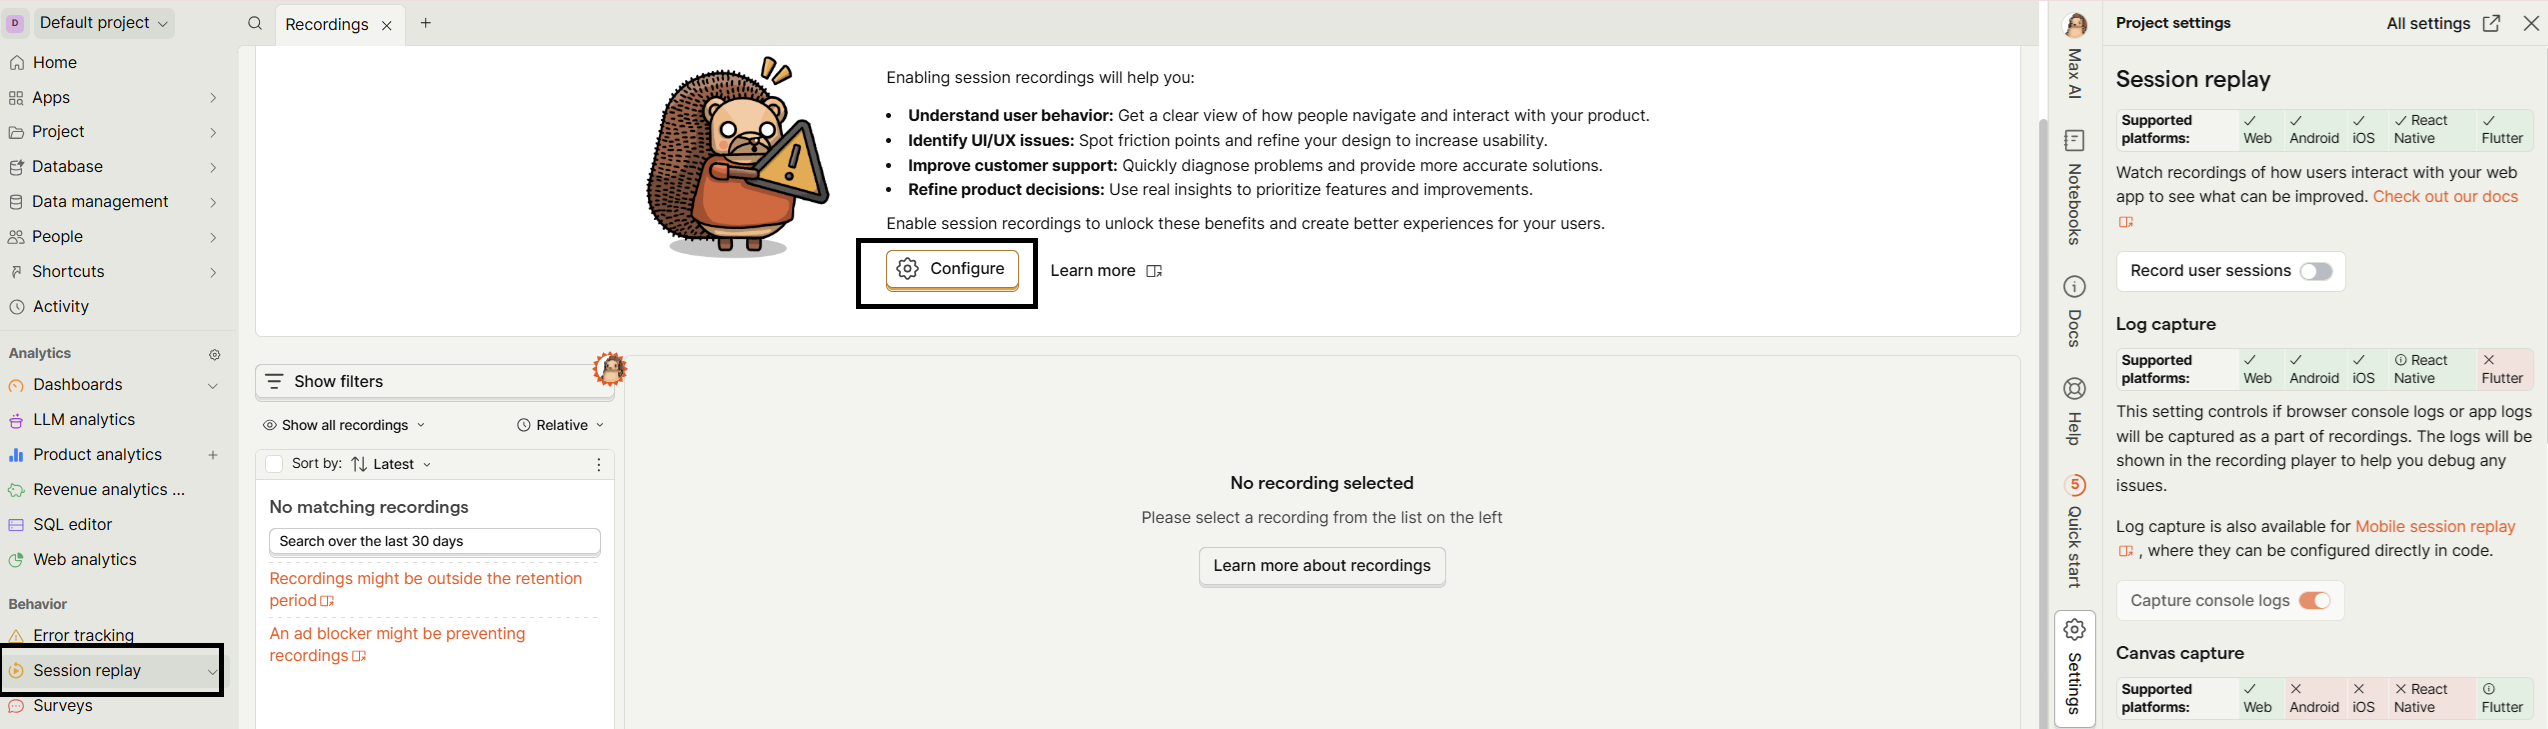 D Default project
Recordings
Home
Apps
Project
Database
Data management
People
Shortcuts
Activity
Analytics
Dashboards
LLM analytics
Product analytics
Revenue analytics ...
SQL editor
Web analytics
Behavior
Error tracking
Session replay
Surveys
Enabling session recordings will help you:
• Understand user behavior: Get a clear view of how people navigate and interact with your product.
• Identify UI/UX issues: Spot friction points and refine your design to increase usability.
• Improve customer support: Quickly diagnose problems and provide more accurate solutions.
• Refine product decisions: Use real insights to prioritize features and improvements.
Enable session recordings to unlock these benefits and create better experiences for your users.
Configure Learn more
Show filters
Show all recordings Relative
Sort by: Latest
No matching recordings
Search over the last 30 days
Recordings might be outside the retention
period
An ad blocker might be preventing
recordings
No recording selected
Please select a recording from the list on the left
Learn more about recordings
Max AI
Notebooks
Docs
Help
5
Quick start
Settings
Project settings All settings
Session replay
Supported
platforms:
Web
Android
iOS
React
Native
Flutter
Watch recordings of how users interact with your web
app to see what can be improved. Check out our docs
Record user sessions
Log capture
Supported
platforms:
Web
Android
iOS
React
Native
Flutter
This setting controls if browser console logs or app logs
will be captured as a part of recordings. The logs will be
shown in the recording player to help you debug any
issues.
Log capture is also available for Mobile session replay
, where they can be configured directly in code.
Capture console logs
Canvas capture
Supported
platforms:
Web
Android
iOS
React
Native
Flutter